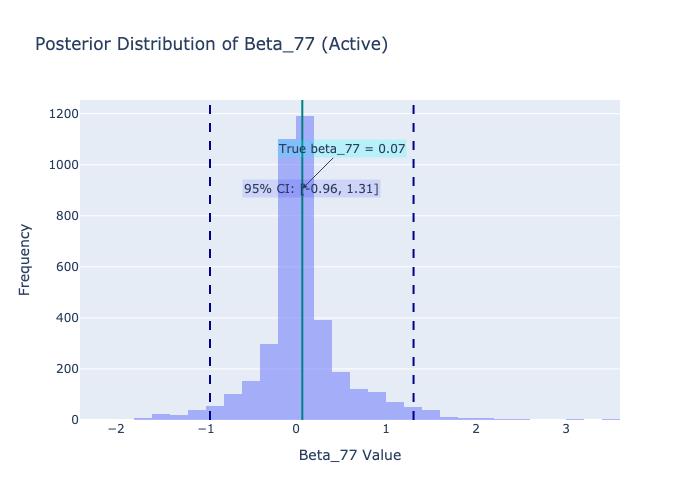 Posterior Distribution of Beta_77 (Active)
1200
True beta_77 = 0.07
1000
95% CI: [-0.96, 1.31]
800
600
400
200
0
−2
−1
0
1
2
3
Frequency
Beta_77 Value